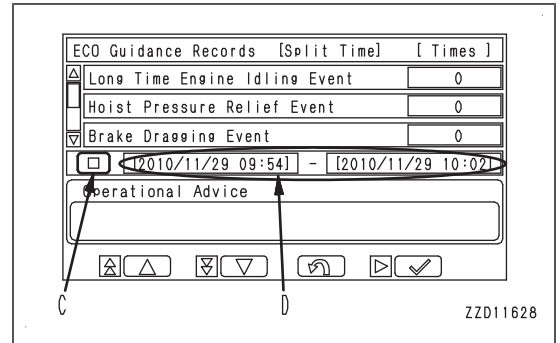 ECO Guidance Records [Split Time] [ Times ]
Long Time Engine Idling Event 0
Hoist Pressure Relief Event 0
Brake Dragging Event 0
[2010/11/29 09:54] - [2010/11/29 10:02]
Operational Advice
C D
ZZD11628